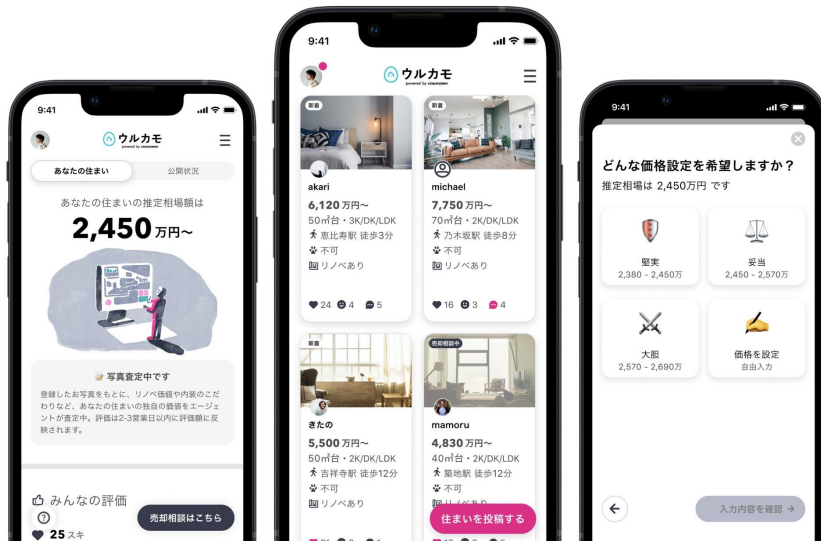 9:41
ウルカモ
powered by cowcamo
あなたの住まい
公開状況
あなたの住まいの推定相場額は
2,450万円〜
写真査定中です
登録したお写真をもとに、リノベ価値や内装のこだ
わりなど、あなたの住まいの独自の価値をエージェ
ントが査定中。評価は2-3営業日以内に評価額に反
映されます。
みんなの評価
?
売却相談はこちら
25スキ
9:41
ウルカモ
powered by cowcamo
新着
akari
6,120万円〜
50㎡台・3K/DK/LDK
恵比寿駅 徒歩3分
不可
リノベあり
24 4 5
新着
michael
7,750万円〜
70㎡台・2K/DK/LDK
乃木坂駅 徒歩8分
不可
リノベあり
16 3 4
新着
きたの
5,500万円〜
50㎡台・2K/DK/LDK
吉祥寺駅 徒歩12分
不可
リノベあり
売却相談中
mamoru
4,830万円〜
40㎡台・2K/DK/LDK
築地駅 徒歩12分
不可
住まいを投稿する
9:41
どんな価格設定を希望しますか？
推定相場は 2,450万円 です
堅実
2,380 - 2,450万
妥当
2,450 - 2,570万
大胆
2,570 - 2,690万
価格を設定
自由入力
入力内容を確認